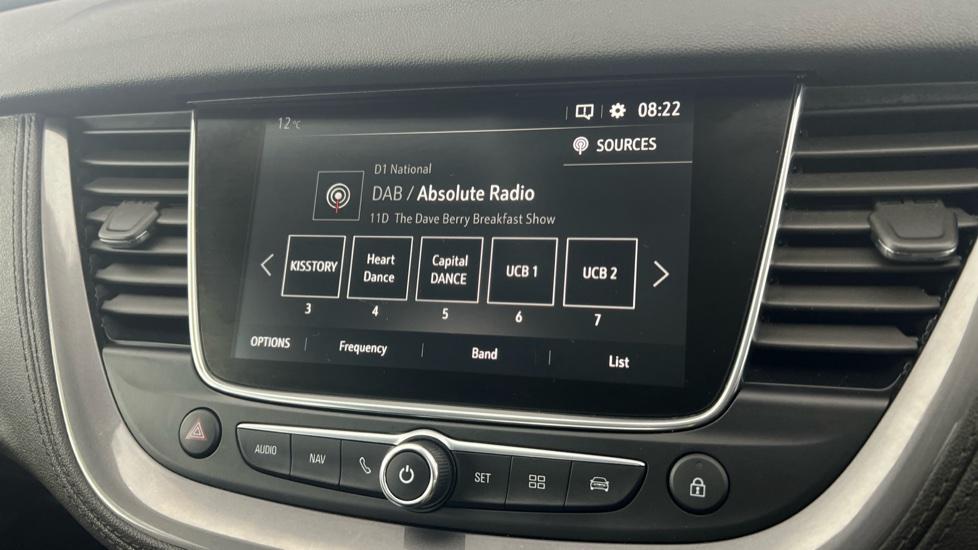 12°C
08:22
SOURCES
D1 National
DAB / Absolute Radio
11D The Dave Berry Breakfast Show
KISSTORY
Heart
Dance
Capital
DANCE
UCB 1
UCB 2
3 4 5 6 7
OPTIONS Frequency Band List
AUDIO NAV SET